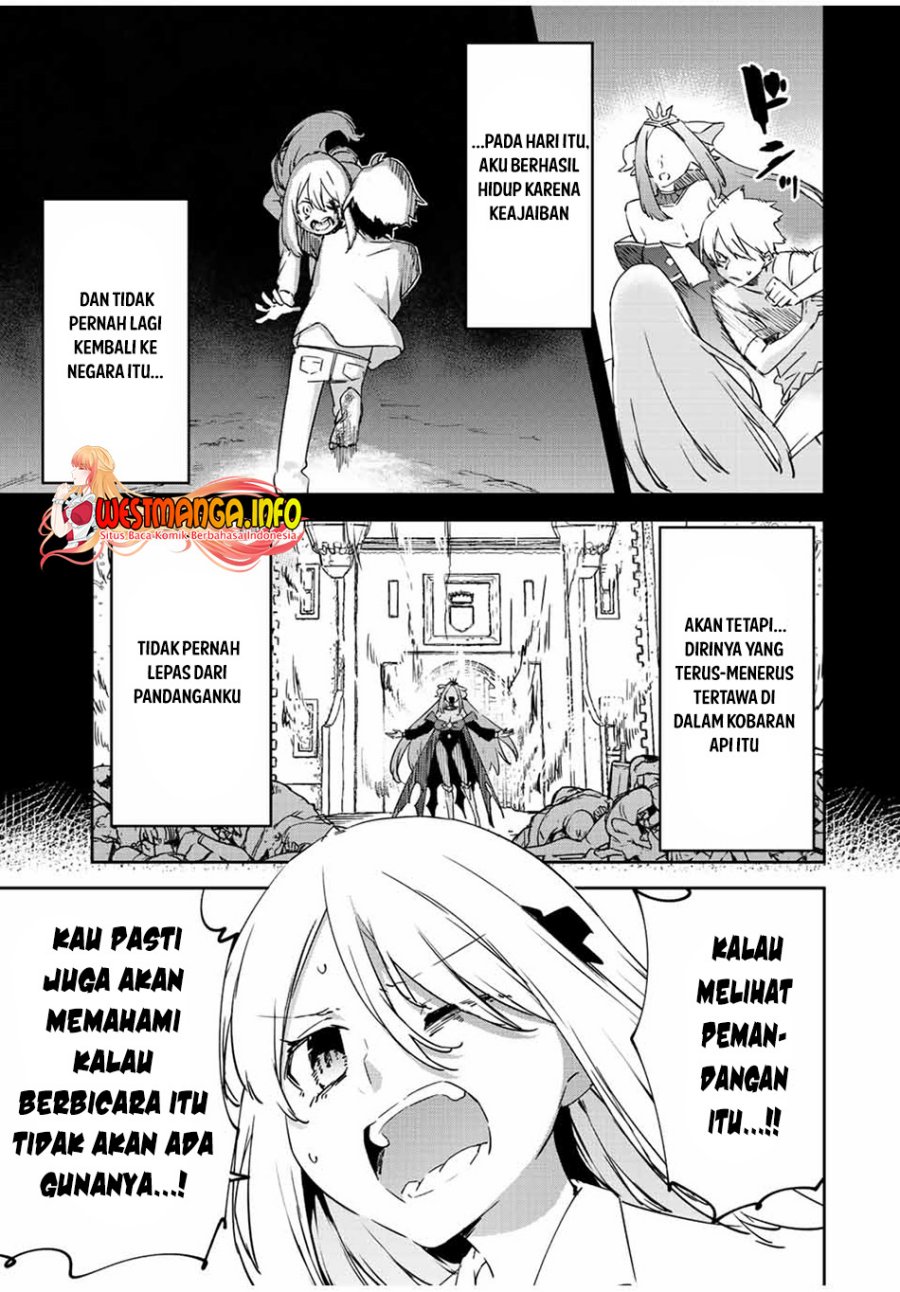 ...PADA HARI ITU,
AKU BERHASIL
HIDUP KARENA
KEAJAIBAN
ドッ
DAN TIDAK
PERNAH LAGI
KEMBALI KE
NEGARA ITU...
WESTMANGA.INFO
Situs Baca Komik Berbahasa Indonesia
AKAN TETAPI...
DIRINYA YANG
TERUS-MENERUS
TERTAWA DI
DALAM KOBARAN
API ITU
TIDAK PERNAH
LEPAS DARI
PANDANGANKU
KALAU
MELIHAT
PEMAN-
DANGAN
ITU...!!
KAU PASTI
JUGA AKAN
MEMAHAMI
KALAU
BERBICARA ITU
TIDAK AKAN ADA
GUNANYA...!